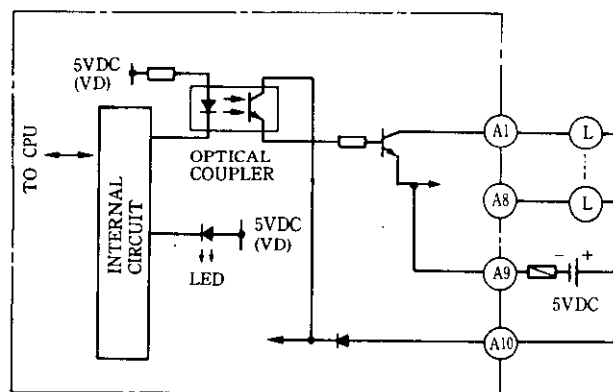 5VDC
(VD)
OPTICAL
COUPLER
TO CPU
INTERNAL
CIRCUIT
5VDC
(VD)
LED
A1
L
A8
L
A9
- +
5VDC
A10